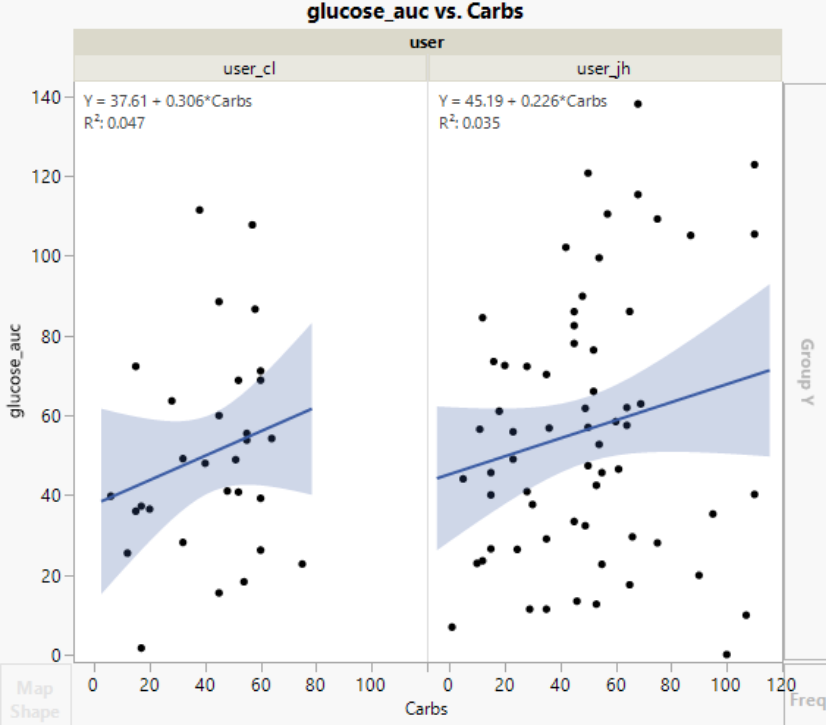 glucose_auc vs. Carbs
user
user_cl user_jh
Y = 37.61 + 0.306*Carbs
R²: 0.047
Y = 45.19 + 0.226*Carbs
R²: 0.035
140
120
100
80
60
40
20
0
glucose_auc
Group Y
0 20 40 60 80 100 0 20 40 60 80 100 120
Carbs
Map
Shape
Freq